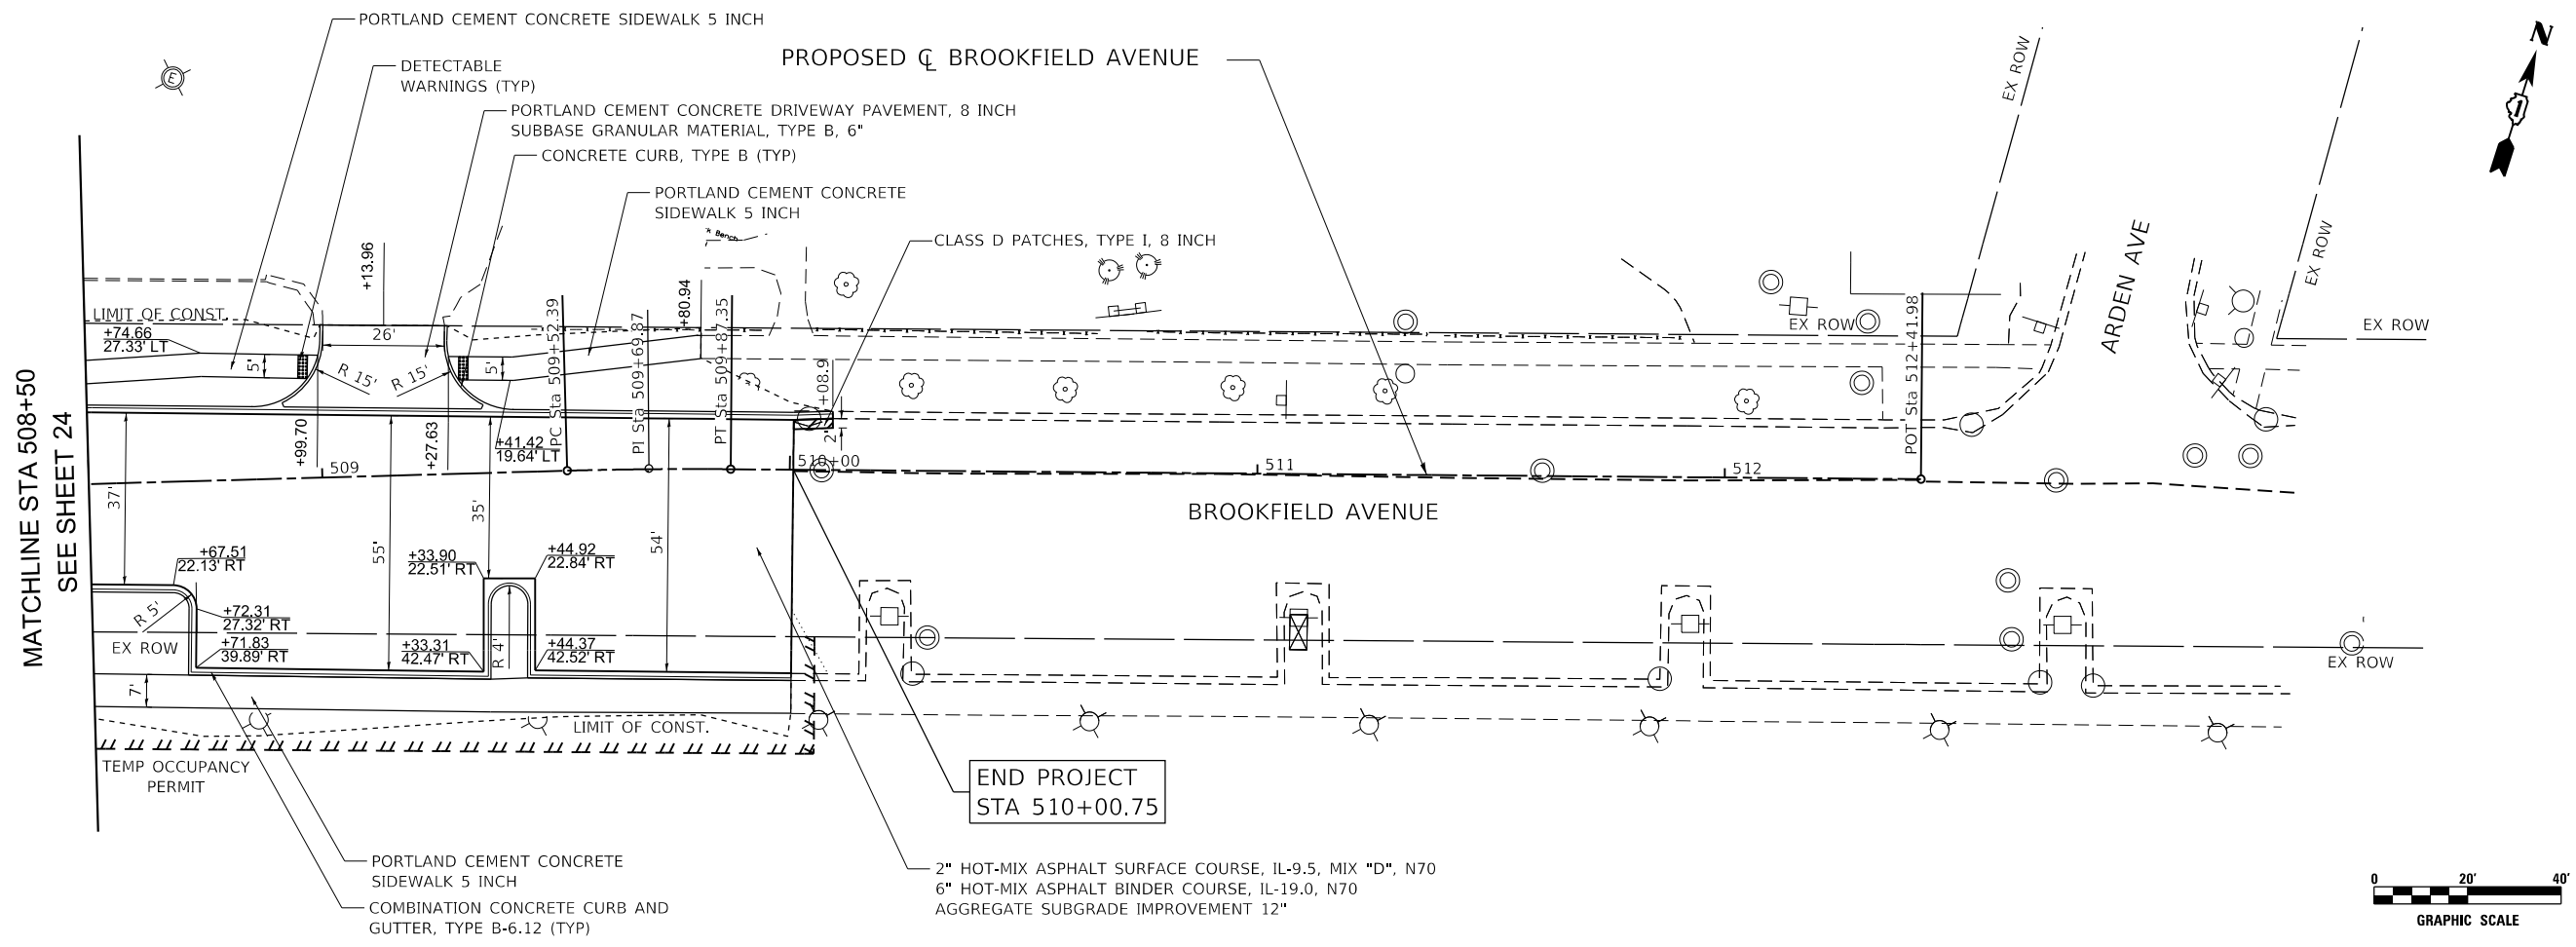 PORTLAND CEMENT CONCRETE SIDEWALK 5 INCH
DETECTABLE
WARNINGS (TYP)
PROPOSED ℄ BROOKFIELD AVENUE
PORTLAND CEMENT CONCRETE DRIVEWAY PAVEMENT, 8 INCH
SUBBASE GRANULAR MATERIAL, TYPE B, 6"
CONCRETE CURB, TYPE B (TYP)
PORTLAND CEMENT CONCRETE
SIDEWALK 5 INCH
CLASS D PATCHES, TYPE I, 8 INCH
E
N
1
EX ROW
EX ROW
ARDEN AVE
Bench
+13.96
LIMIT OF CONST.
+74.66
27.33' LT
26'
5'
R 15'
R 15'
5'
PC Sta 509+52.39
PI Sta 509+69.87
+80.94
PT Sta 509+87.35
+08.9
2'
EX ROW
EX ROW
POT Sta 512+41.98
MATCHLINE STA 508+50
SEE SHEET 24
+99.70
+27.63
+41.42
19.64' LT
509
510+00
511
512
BROOKFIELD AVENUE
37'
55'
35'
54'
+67.51
22.13' RT
+33.90
22.51' RT
+44.92
22.84' RT
R 5'
+72.31
27.32' RT
+71.83
39.89' RT
+33.31
42.47' RT
R 4'
+44.37
42.52' RT
EX ROW
EX ROW
7'
LIMIT OF CONST.
TEMP OCCUPANCY
PERMIT
END PROJECT
STA 510+00.75
PORTLAND CEMENT CONCRETE
SIDEWALK 5 INCH
COMBINATION CONCRETE CURB AND
GUTTER, TYPE B-6.12 (TYP)
2" HOT-MIX ASPHALT SURFACE COURSE, IL-9.5, MIX "D", N70
6" HOT-MIX ASPHALT BINDER COURSE, IL-19.0, N70
AGGREGATE SUBGRADE IMPROVEMENT 12"
0 20' 40'
GRAPHIC SCALE